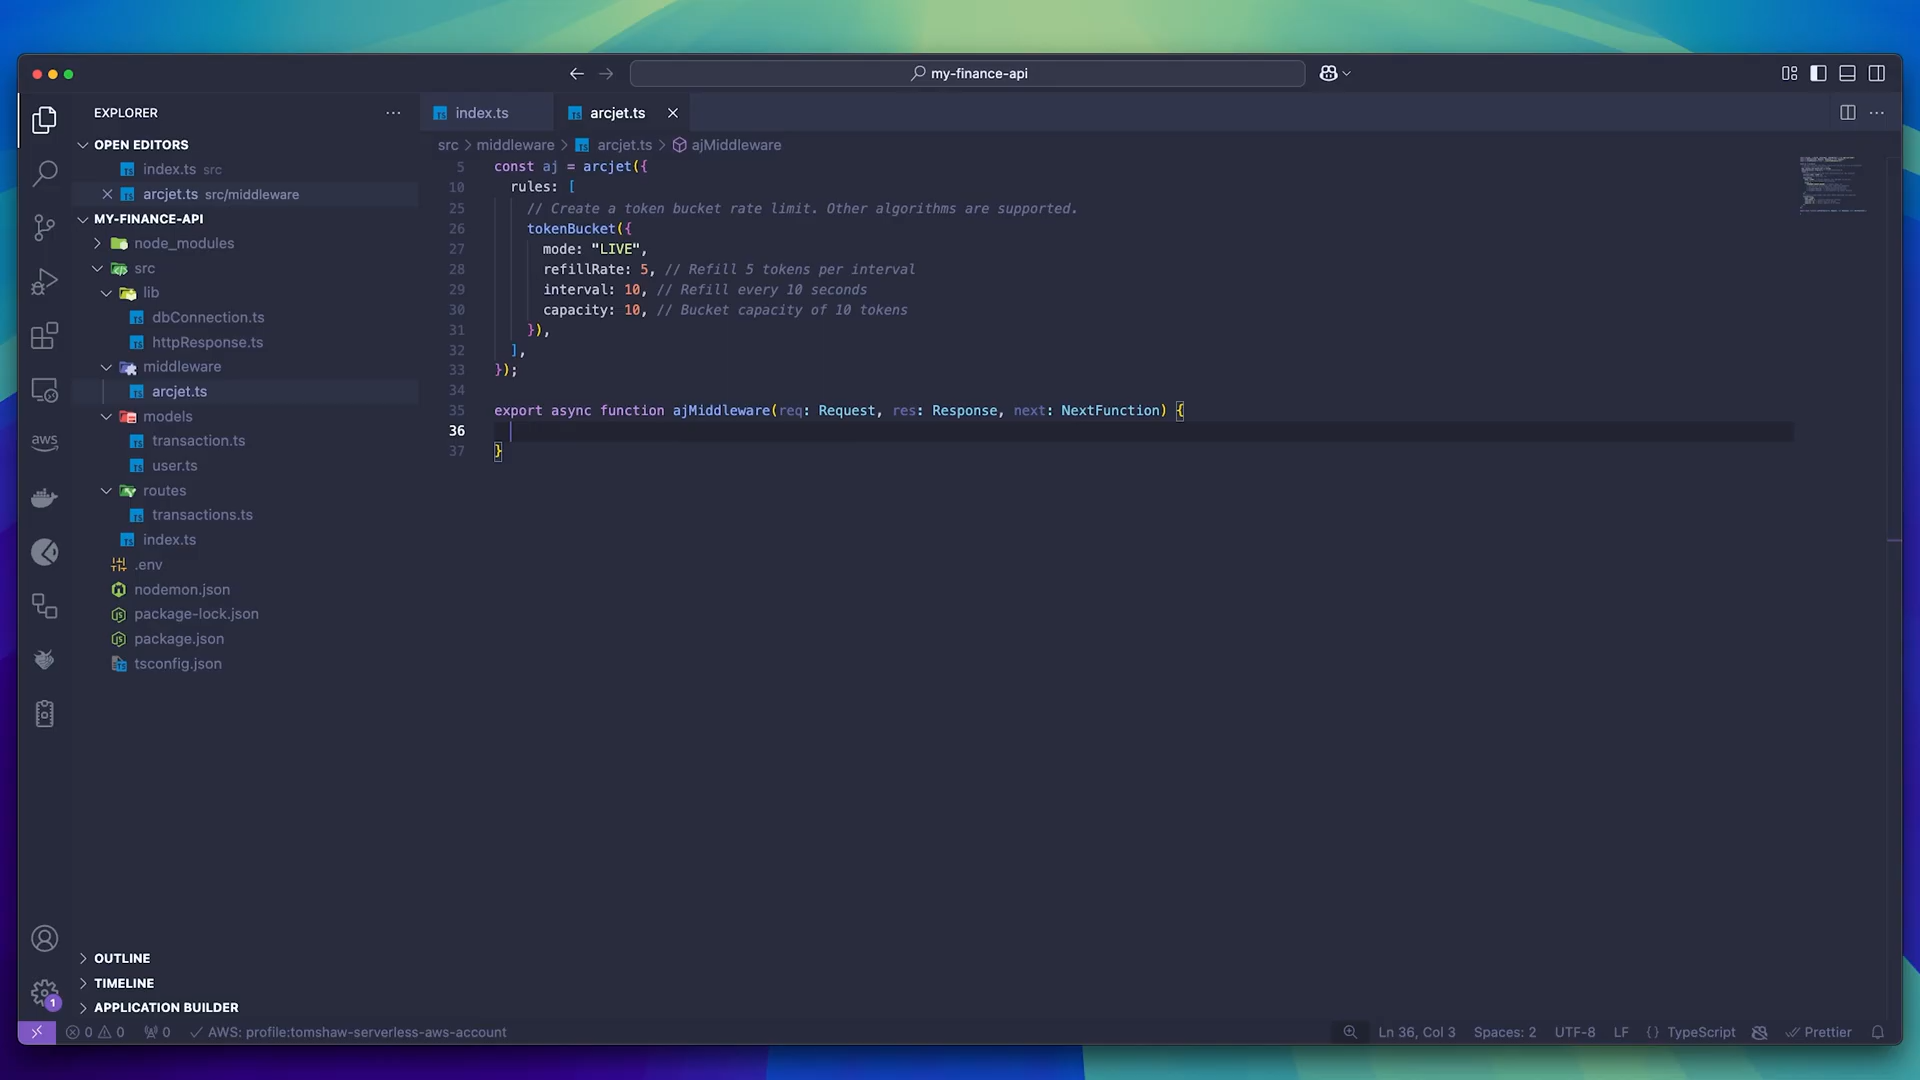 my-finance-api
EXPLORER
OPEN EDITORS
index.ts src
arcjet.ts src/middleware
MY-FINANCE-API
node_modules
src
lib
dbConnection.ts
httpResponse.ts
middleware
arcjet.ts
models
transaction.ts
user.ts
routes
transactions.ts
index.ts
.env
nodemon.json
package-lock.json
package.json
tsconfig.json
OUTLINE
TIMELINE
APPLICATION BUILDER
aws
1
index.ts
arcjet.ts
src > middleware > arcjet.ts > ajMiddleware
5 const aj = arcjet({
10 rules: [
25 // Create a token bucket rate limit. Other algorithms are supported.
26 tokenBucket({
27 mode: "LIVE",
28 refillRate: 5, // Refill 5 tokens per interval
29 interval: 10, // Refill every 10 seconds
30 capacity: 10, // Bucket capacity of 10 tokens
31 }),
32 ],
33 });
34
35 export async function ajMiddleware(req: Request, res: Response, next: NextFunction) {
36
37 }
0 0 0 AWS: profile:tomshaw-serverless-aws-account
Ln 36, Col 3 Spaces: 2 UTF-8 LF {} TypeScript Prettier